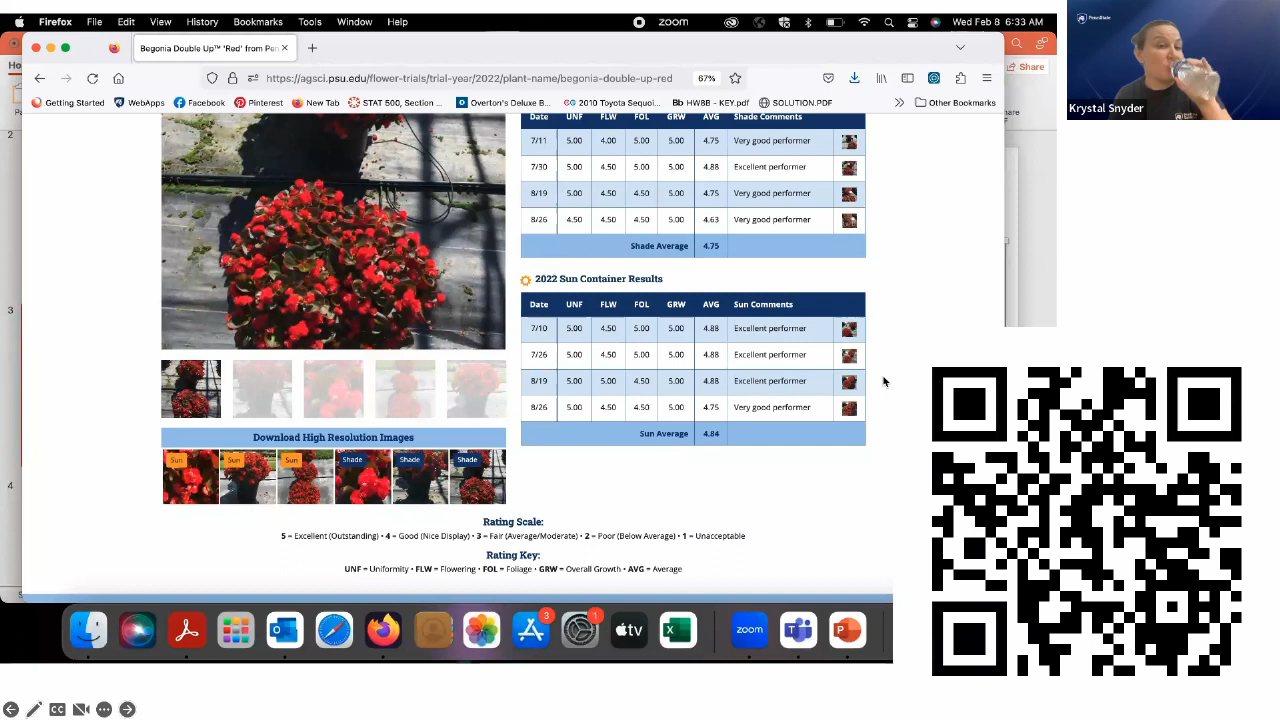 Firefox File Edit View History Bookmarks Tools Window Help
zoom
Wed Feb 8 6:33 AM
Begonia Double Up™ 'Red' from Pen
https://agsci.psu.edu/flower-trials/trial-year/2022/plant-name/begonia-double-up-red
67%
Share
Getting Started WebApps Facebook Pinterest New Tab STAT 500, Section ... Overton's Deluxe B... 2010 Toyota Sequoi... HW8B - KEY.pdf SOLUTION.PDF Other Bookmarks
PennState
Krystal Snyder
2
3
4
Date UNF FLW FOL GRW AVG Shade Comments
7/11 5.00 4.00 5.00 5.00 4.75 Very good performer
7/30 5.00 4.50 5.00 5.00 4.88 Excellent performer
8/19 5.00 4.50 4.50 5.00 4.75 Very good performer
8/26 4.50 4.50 4.50 5.00 4.63 Very good performer
Shade Average 4.75
2022 Sun Container Results
Date UNF FLW FOL GRW AVG Sun Comments
7/10 5.00 4.50 5.00 5.00 4.88 Excellent performer
7/26 5.00 4.50 5.00 5.00 4.88 Excellent performer
8/19 5.00 5.00 4.50 5.00 4.88 Excellent performer
8/26 5.00 4.50 4.50 5.00 4.75 Very good performer
Sun Average 4.84
Download High Resolution Images
Sun Sun Sun Shade Shade Shade
Rating Scale:
5 = Excellent (Outstanding) • 4 = Good (Nice Display) • 3 = Fair (Average/Moderate) • 2 = Poor (Below Average) • 1 = Unacceptable
Rating Key:
UNF = Uniformity • FLW = Flowering • FOL = Foliage • GRW = Overall Growth • AVG = Average
3 1 tv zoom
CC